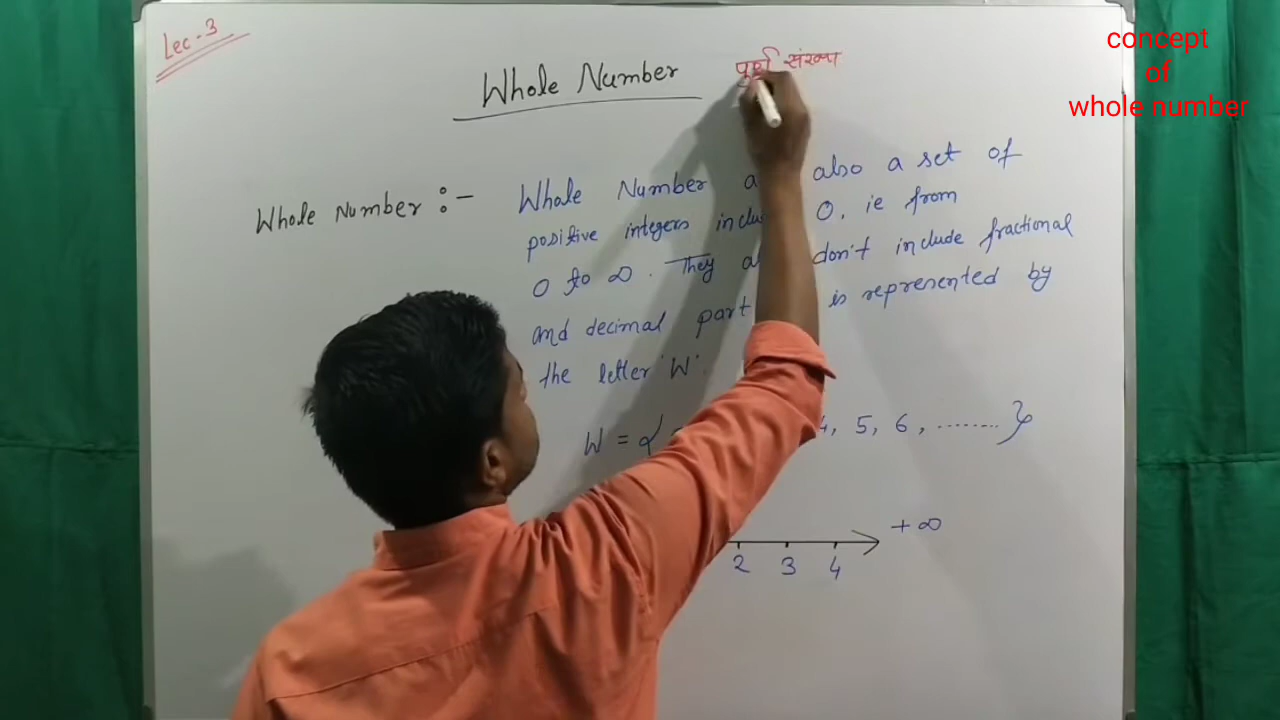 Lec-3
Whole Number पूर्ण संख्या
concept
of
whole number
Whole Number :- Whole Number also a set of
positive integers 0, ie from
0 to ∞. They don't include fractional
and decimal part is represented by
the letter 'W'.
W = { 4, 5, 6, ........}
+∞
2 3 4